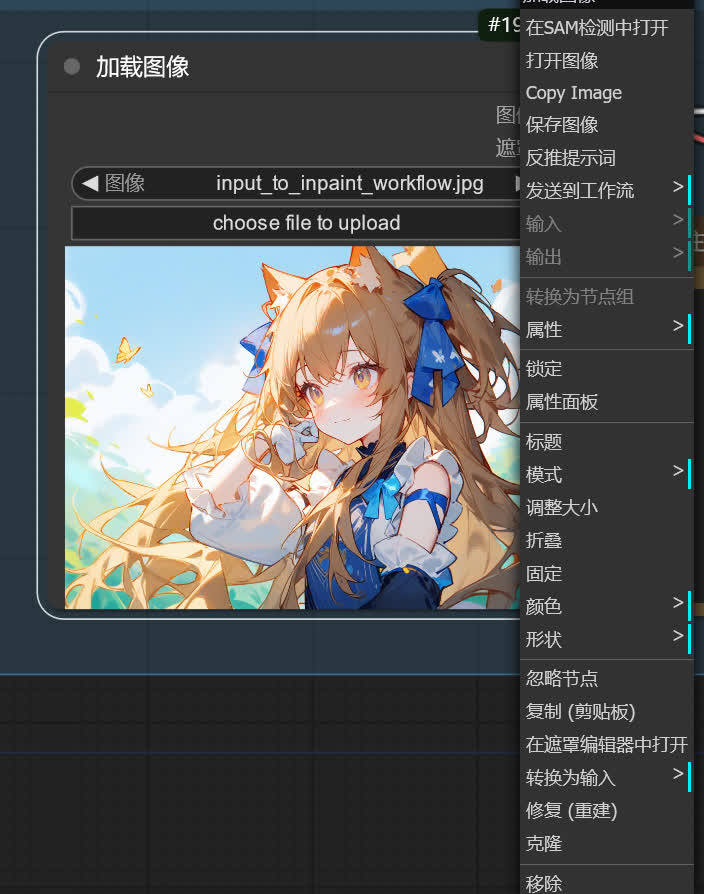 #19
加载图像
图像
input_to_inpaint_workflow.jpg
choose file to upload
加载图像
在SAM检测中打开
打开图像
Copy Image
保存图像
反推提示词
发送到工作流 >
输入 >
输出 >
转换为节点组
属性 >
锁定
属性面板
标题
模式 >
调整大小
折叠
固定
颜色 >
形状 >
忽略节点
复制 (剪贴板)
在遮罩编辑器中打开
转换为输入 >
修复 (重建)
克隆
移除